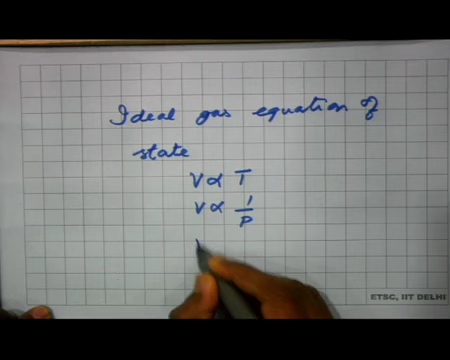 Ideal gas equation of
state
V ∝ T
V ∝ 1/P
ETSC, IIT DELHI